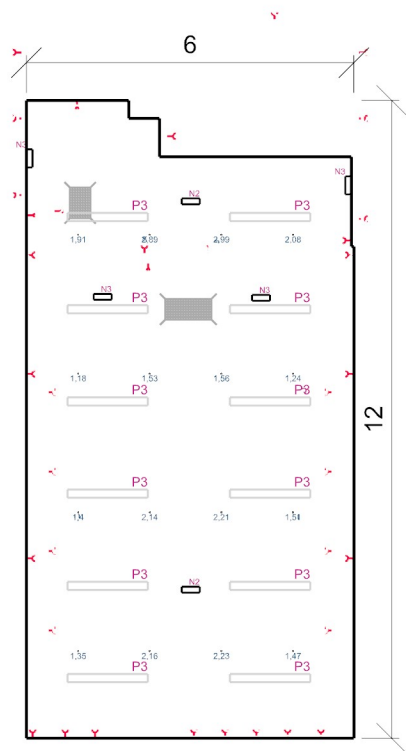 6
N3
N3
P3 N2 P3
1,91 2,89 2,99 2,08
P3 N3 N3 P3
1,18 1,53 1,56 1,24
P3 P3
12
P3 P3
1,4 2,14 2,21 1,51
P3 N2 P3
1,35 2,16 2,23 1,47
P3 P3